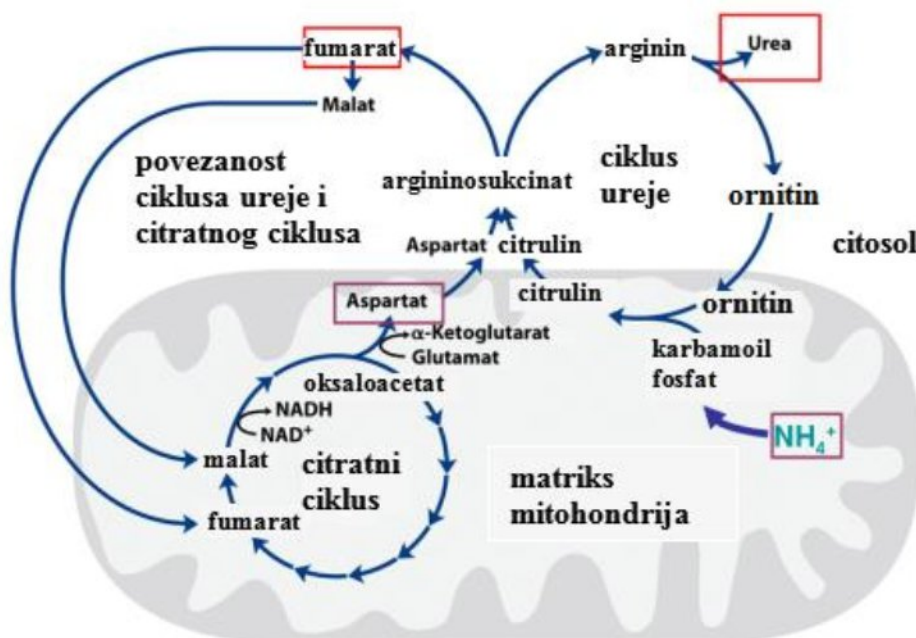 fumarat
arginin
Urea
Malat
povezanost
ciklusa ureje i
citratnog ciklusa
argininosukcinat
ciklus
ureje
ornitin
citosol
Aspartat
citrulin
Aspartat
citrulin
ornitin
α-Ketoglutarat
Glutamat
karbamoil
fosfat
oksaloacetat
NADH
NAD⁺
NH₄⁺
malat
citratni
ciklus
fumarat
matriks
mitohondrija